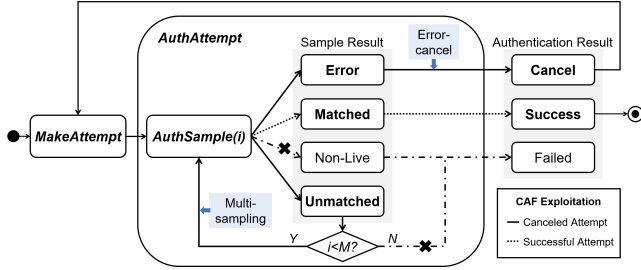 AuthAttempt
Sample Result
Error-
cancel
Authentication Result
Error
Cancel
MakeAttempt
AuthSample(i)
Matched
Success
Non-Live
Failed
Multi-
sampling
Unmatched
Y
i<M?
N
CAF Exploitation
Canceled Attempt
Successful Attempt